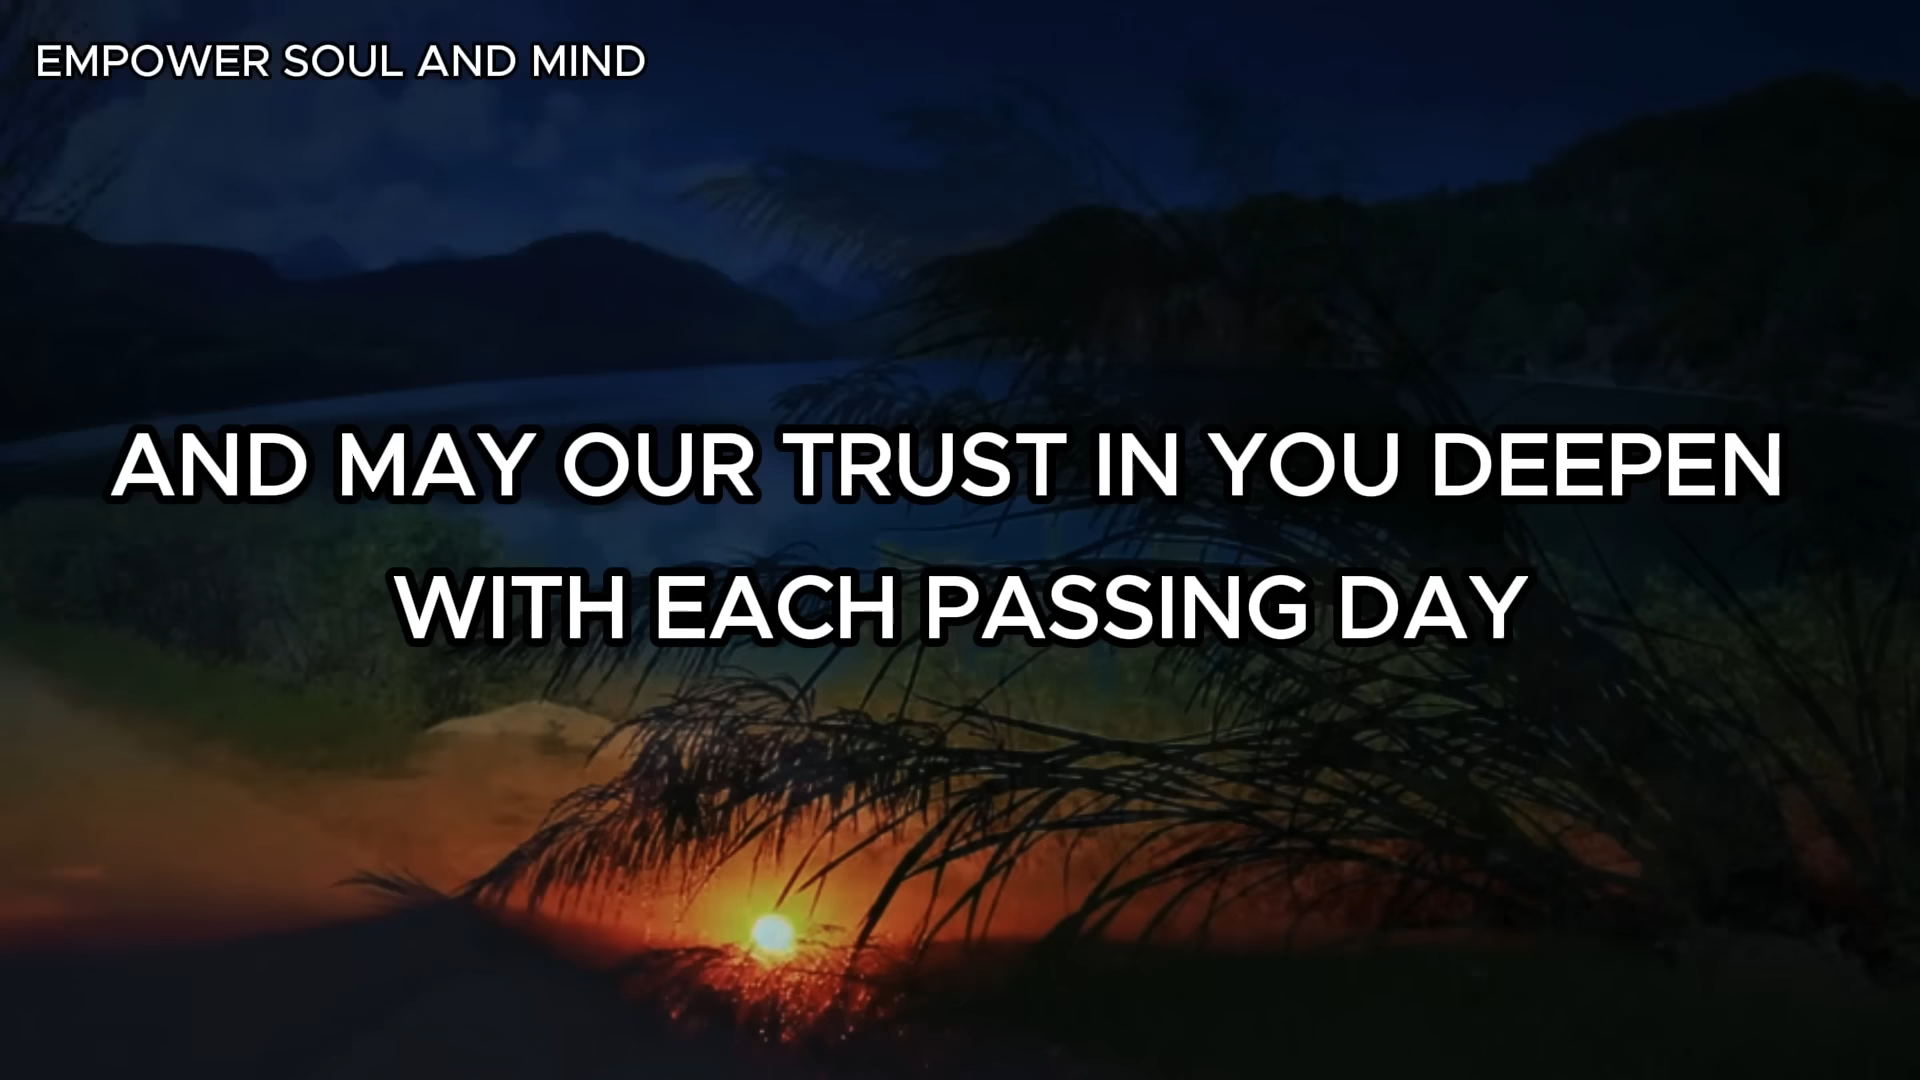 EMPOWER SOUL AND MIND
AND MAY OUR TRUST IN YOU DEEPEN
WITH EACH PASSING DAY